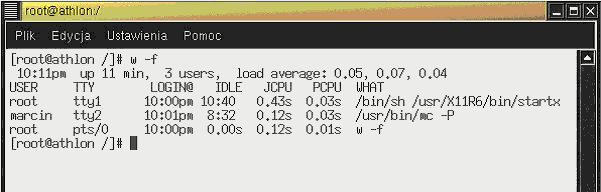 root@athlon:/
Plik Edycja Ustawienia Pomoc
[root@athlon /]# w -f
10:11pm up 11 min, 3 users, load average: 0.05, 0.07, 0.04
USER TTY LOGIN@ IDLE JCPU PCPU WHAT
root tty1 10:00pm 10:40 0.43s 0.03s /bin/sh /usr/X11R6/bin/startx
marcin tty2 10:01pm 8:32 0.12s 0.03s /usr/bin/mc -P
root pts/0 10:00pm 0.00s 0.12s 0.01s w -f
[root@athlon /]#